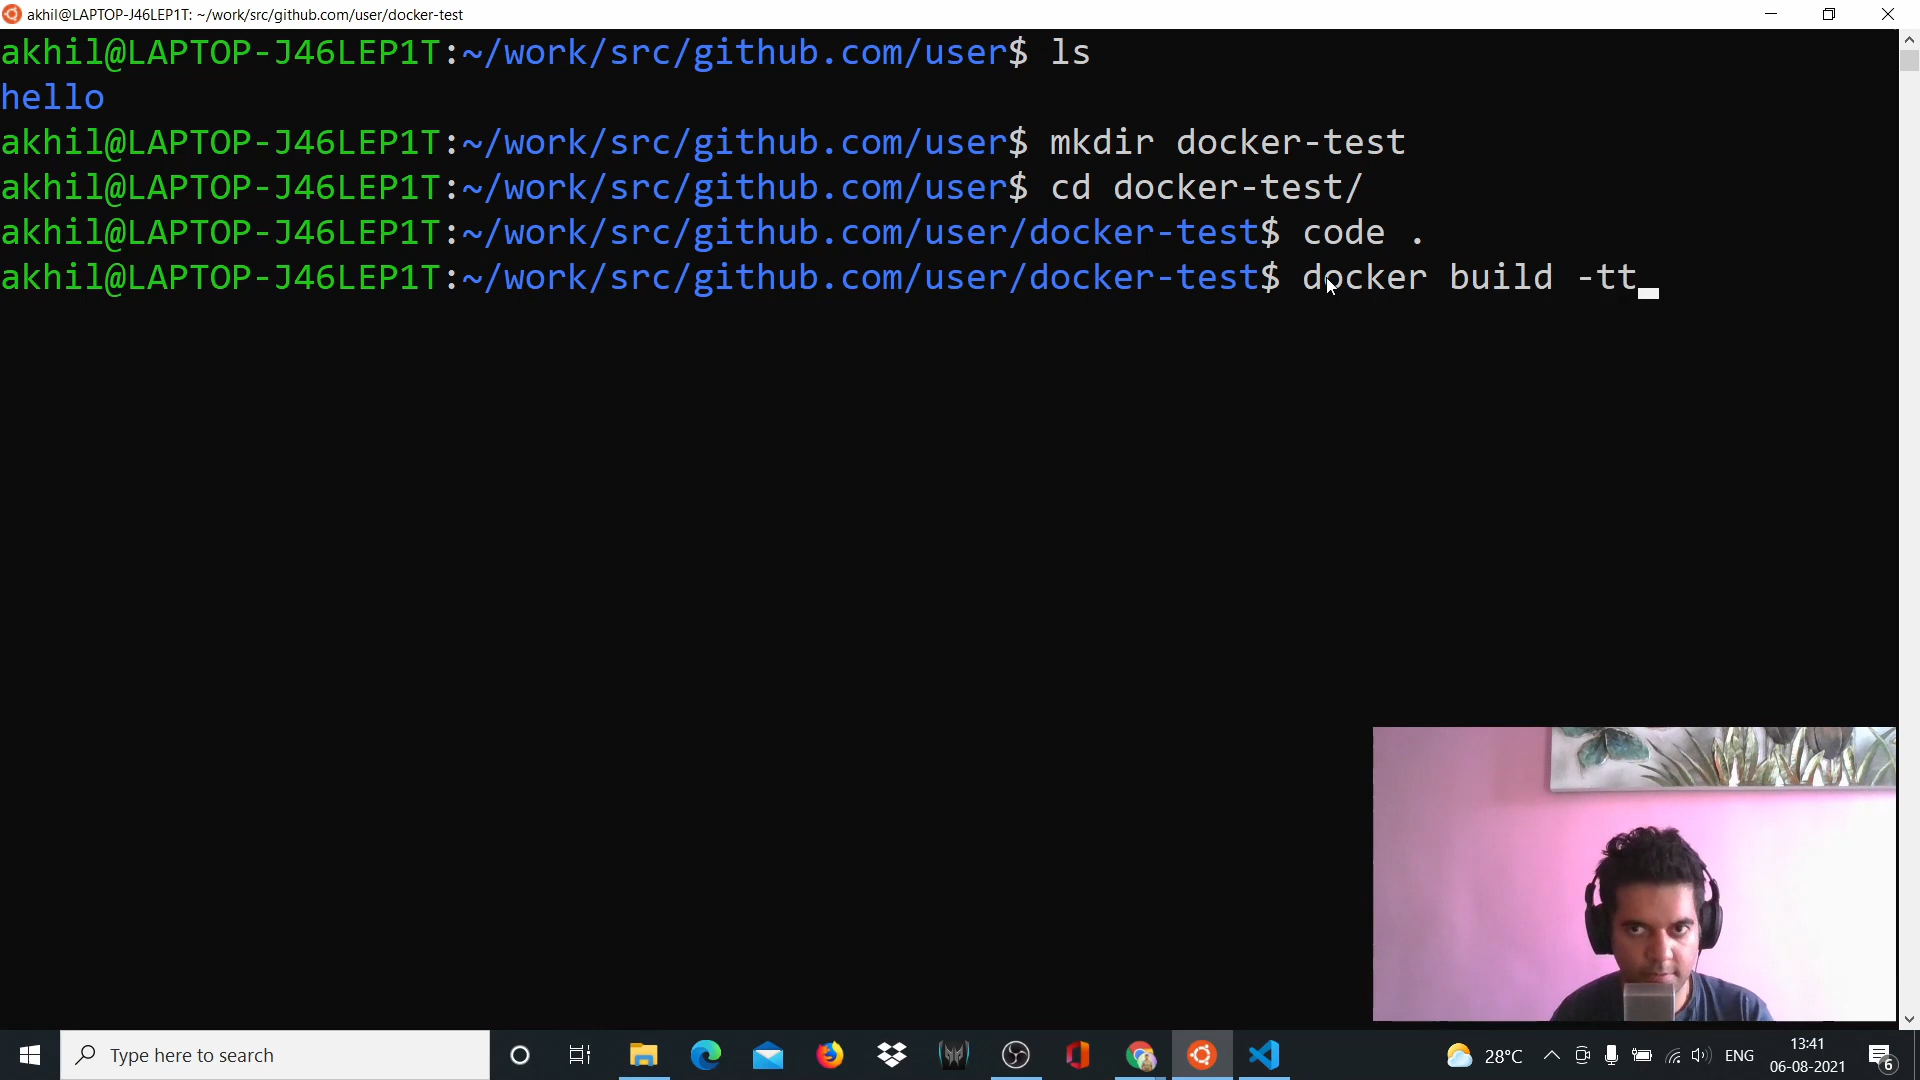 akhil@LAPTOP-J46LEP1T: ~/work/src/github.com/user/docker-test
akhil@LAPTOP-J46LEP1T:~/work/src/github.com/user$ ls
hello
akhil@LAPTOP-J46LEP1T:~/work/src/github.com/user$ mkdir docker-test
akhil@LAPTOP-J46LEP1T:~/work/src/github.com/user$ cd docker-test/
akhil@LAPTOP-J46LEP1T:~/work/src/github.com/user/docker-test$ code .
akhil@LAPTOP-J46LEP1T:~/work/src/github.com/user/docker-test$ docker build -tt
Type here to search
28°C
ENG
13:41
06-08-2021
6